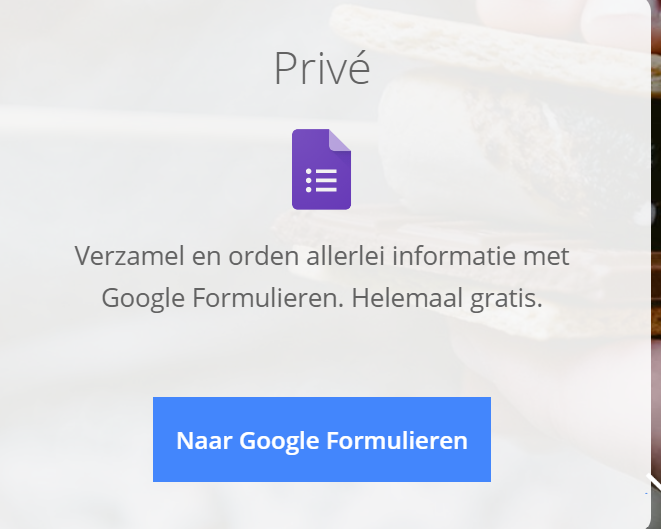 Privé
Verzamel en orden allerlei informatie met
Google Formulieren. Helemaal gratis.
Naar Google Formulieren